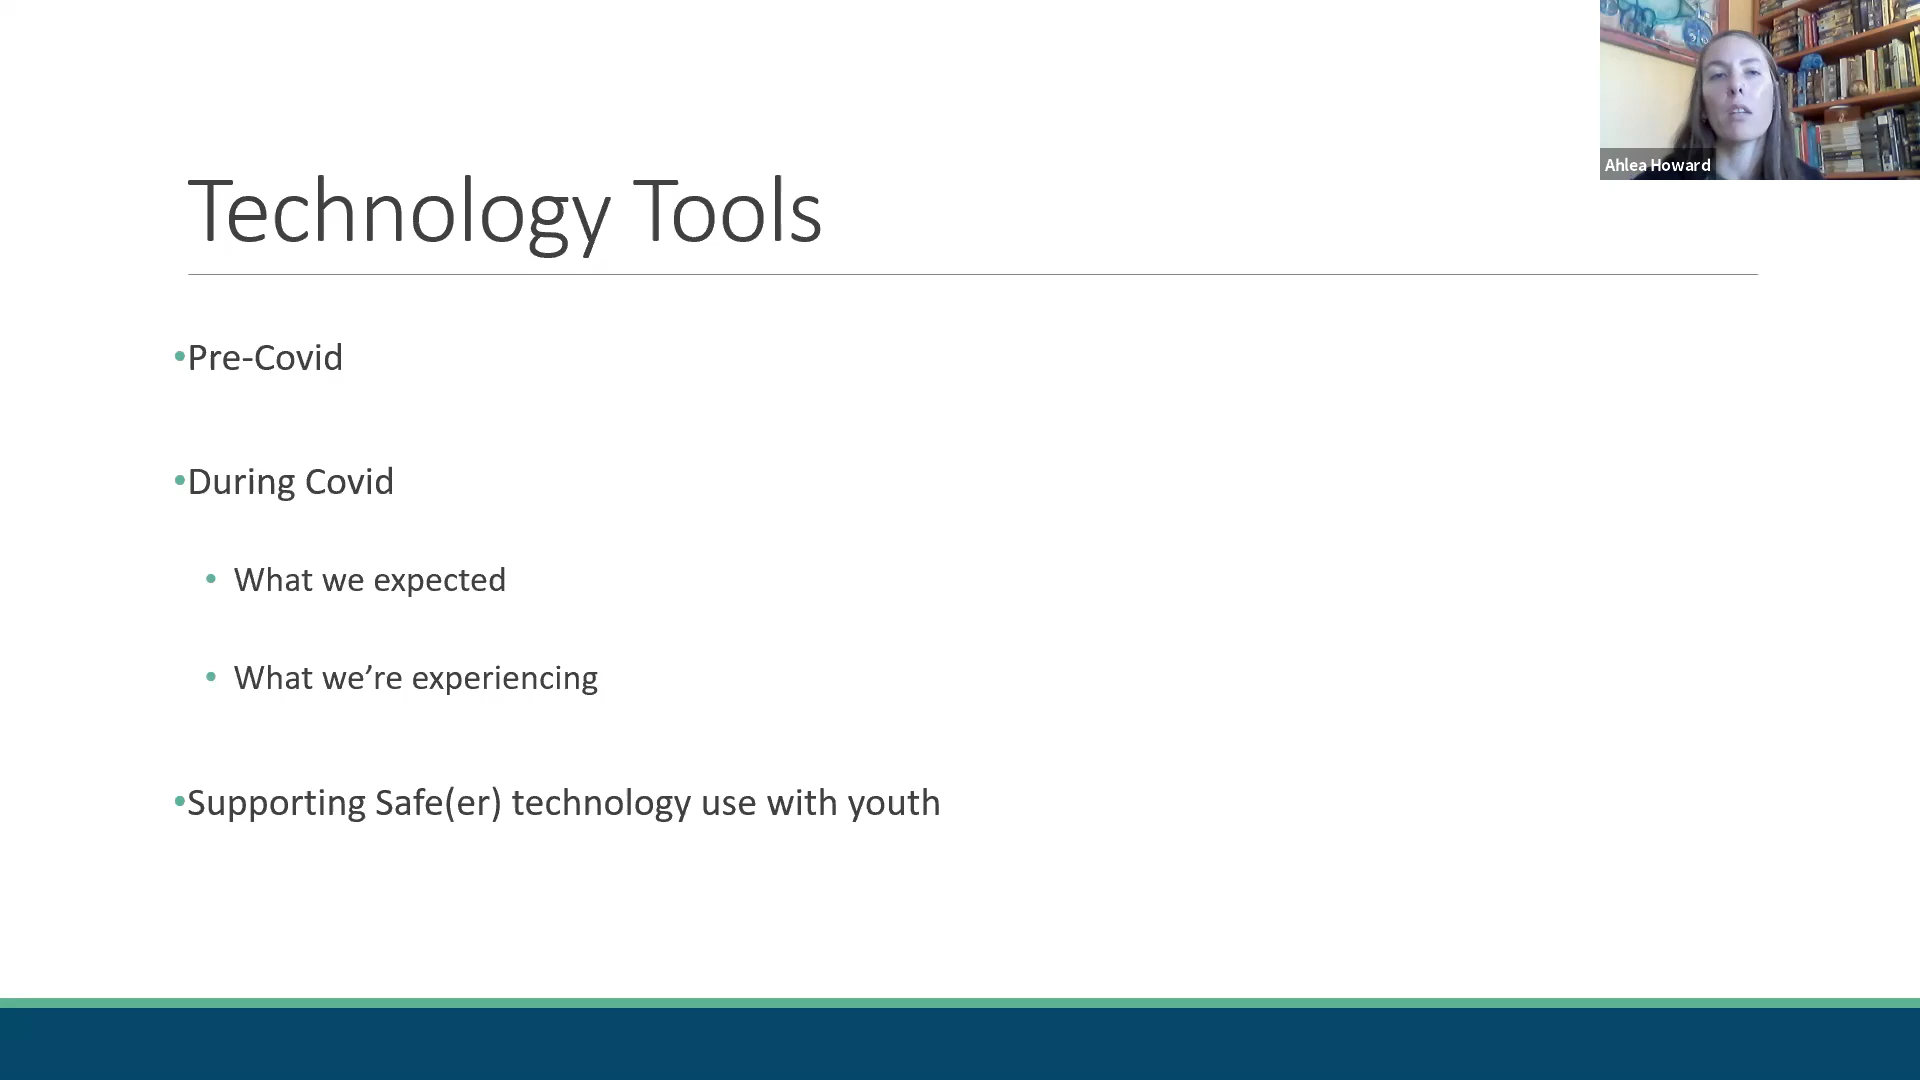 Ahlea Howard
Technology Tools
•Pre-Covid
•During Covid
• What we expected
• What we’re experiencing
•Supporting Safe(er) technology use with youth